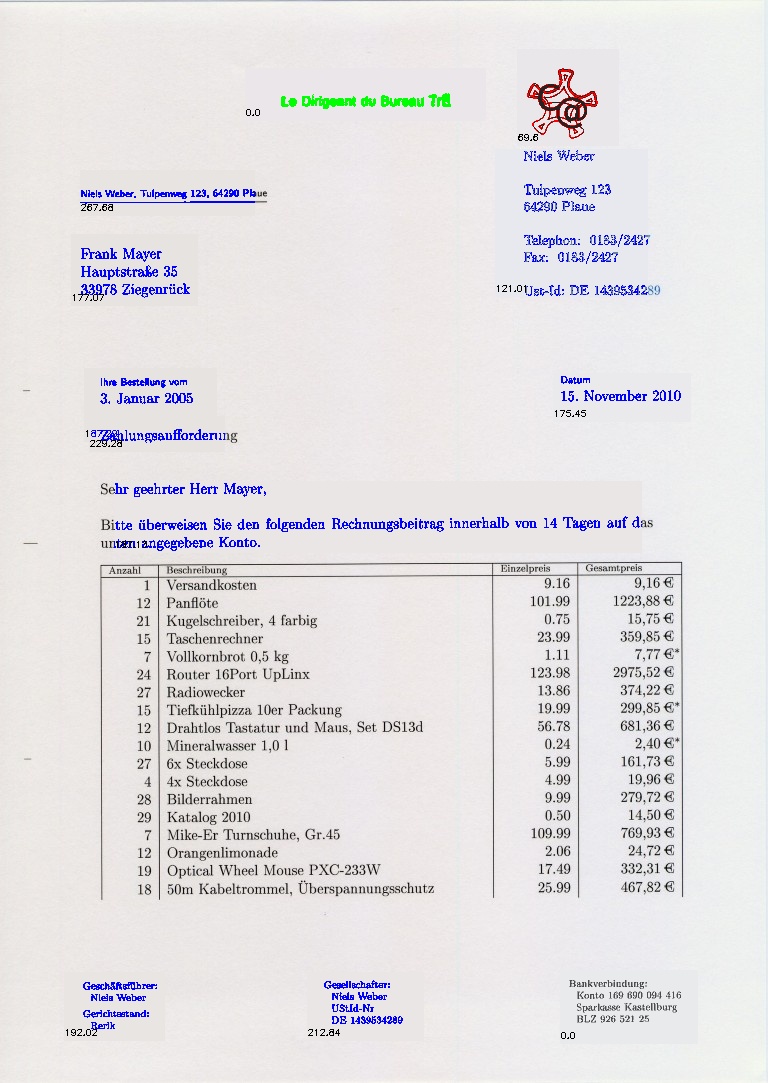 Le Dirigeant du Bureau
0.0
69.6
Niels Weber
Tulpenweg 123
64290 Plaue
Telephon: 0183/2427
Fax: 0183/2427
121.01 Ust-Id: DE 1439534289
Niels Weber, Tulpenweg 123, 64290 Plaue
267.68
Frank Mayer
Hauptstraße 35
33978 Ziegenrück
177.07
Ihre Bestellung vom
3. Januar 2005
Datum
15. November 2010
175.45
Zahlungsaufforderung
229.28
Sehr geehrter Herr Mayer,
Bitte überweisen Sie den folgenden Rechnungsbeitrag innerhalb von 14 Tagen auf das
unten angegebene Konto.
Anzahl Beschreibung Einzelpreis Gesamtpreis
1 Versandkosten 9.16 9,16 €
12 Panflöte 101.99 1223,88 €
21 Kugelschreiber, 4 farbig 0.75 15,75 €
15 Taschenrechner 23.99 359,85 €
7 Vollkornbrot 0,5 kg 1.11 7,77 €*
24 Router 16Port UpLinx 123.98 2975,52 €
27 Radiowecker 13.86 374,22 €
15 Tiefkühlpizza 10er Packung 19.99 299,85 €*
12 Drahtlos Tastatur und Maus, Set DS13d 56.78 681,36 €
10 Mineralwasser 1,0 l 0.24 2,40 €*
27 6x Steckdose 5.99 161,73 €
4 4x Steckdose 4.99 19,96 €
28 Bilderrahmen 9.99 279,72 €
29 Katalog 2010 0.50 14,50 €
7 Mike-Er Turnschuhe, Gr.45 109.99 769,93 €
12 Orangenlimonade 2.06 24,72 €
19 Optical Wheel Mouse PXC-233W 17.49 332,31 €
18 50m Kabeltrommel, Überspannungsschutz 25.99 467,82 €
Geschäftsführer:
Niels Weber
Gerichtsstand:
192.02
Gesellschafter:
Niels Weber
UStId-Nr
DE 1439534289
212.84
Bankverbindung:
Konto 169 690 094 416
Sparkasse Kastellburg
BLZ 926 521 25
0.0